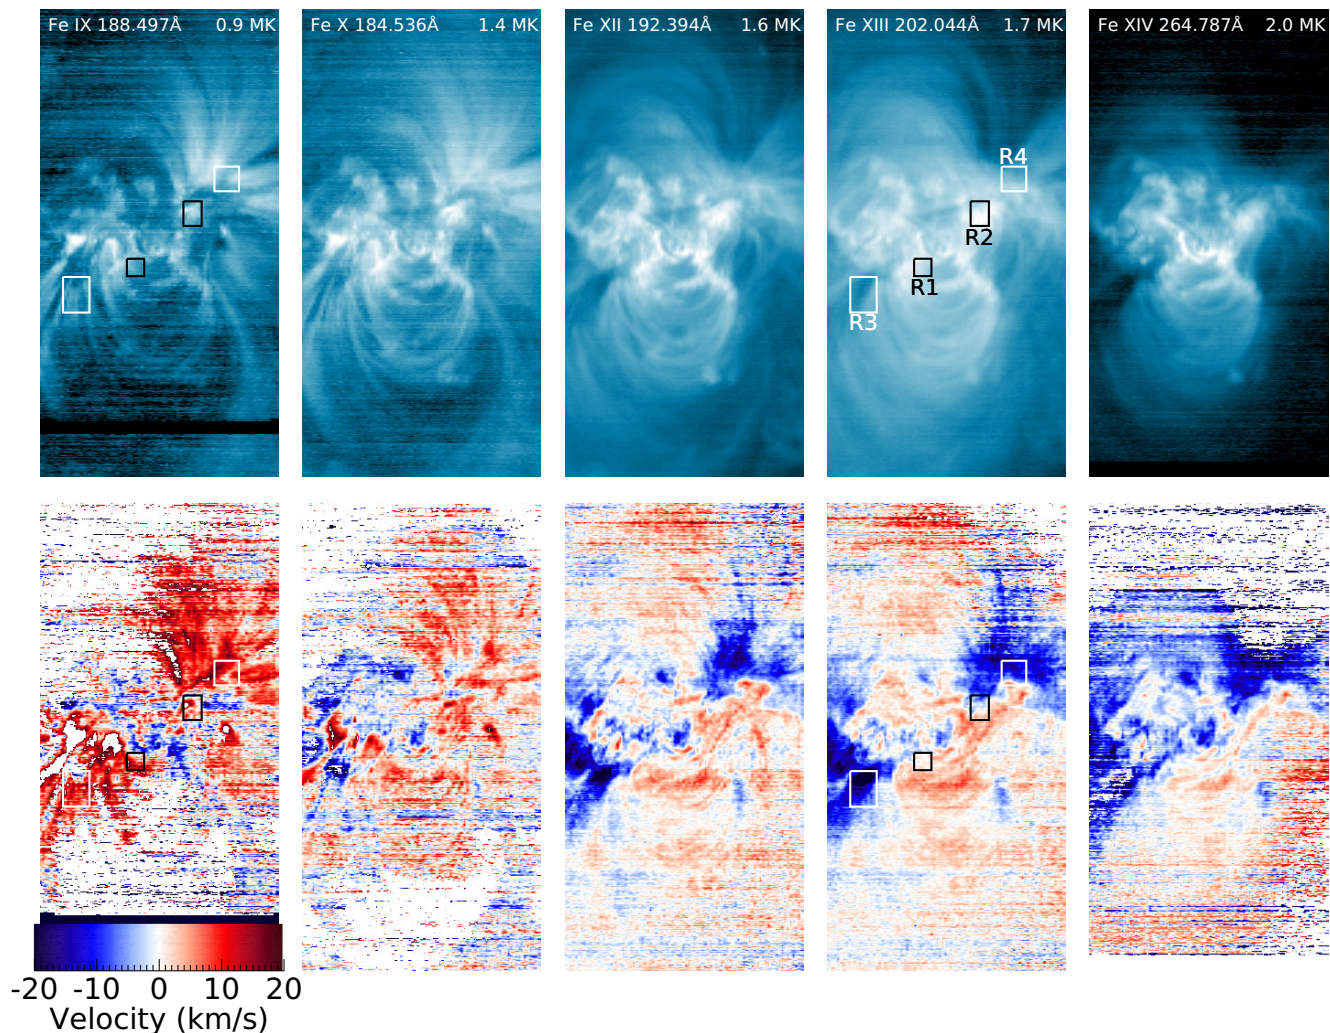 Fe IX 188.497Å 0.9 MK
Fe X 184.536Å 1.4 MK
Fe XII 192.394Å 1.6 MK
Fe XIII 202.044Å 1.7 MK
Fe XIV 264.787Å 2.0 MK
R4
R2
R1
R3
-20 -10 0 10 20
Velocity (km/s)